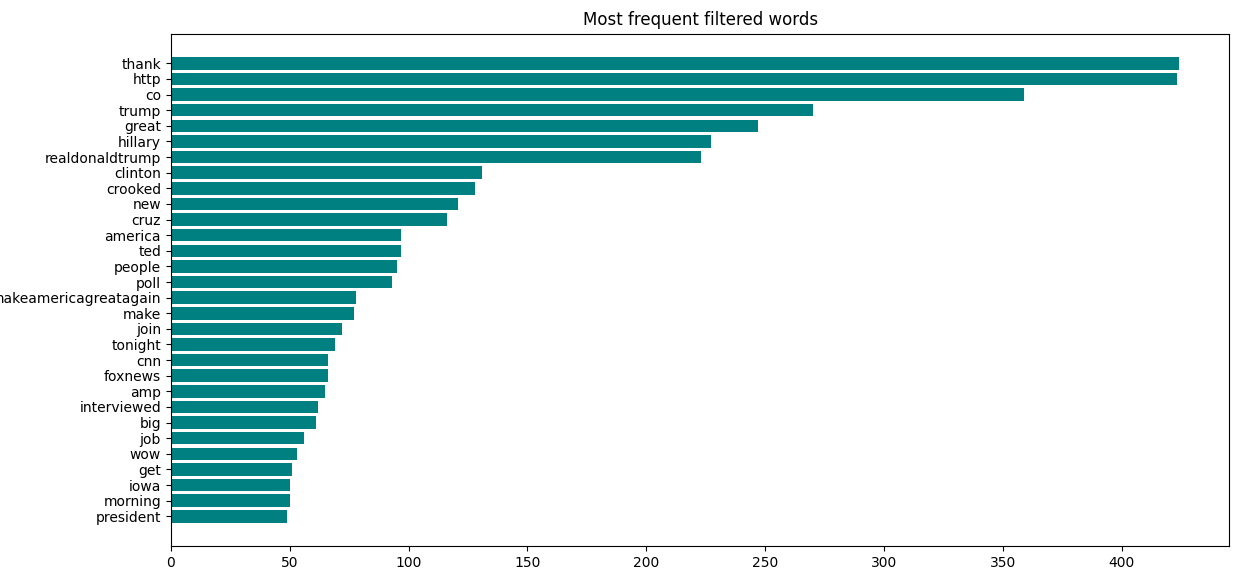 Most frequent filtered words
thank
http
co
trump
great
hillary
realdonaldtrump
clinton
crooked
new
cruz
america
ted
people
poll
akeamericagreatagain
make
join
tonight
cnn
foxnews
amp
interviewed
big
job
wow
get
iowa
morning
president
0 50 100 150 200 250 300 350 400